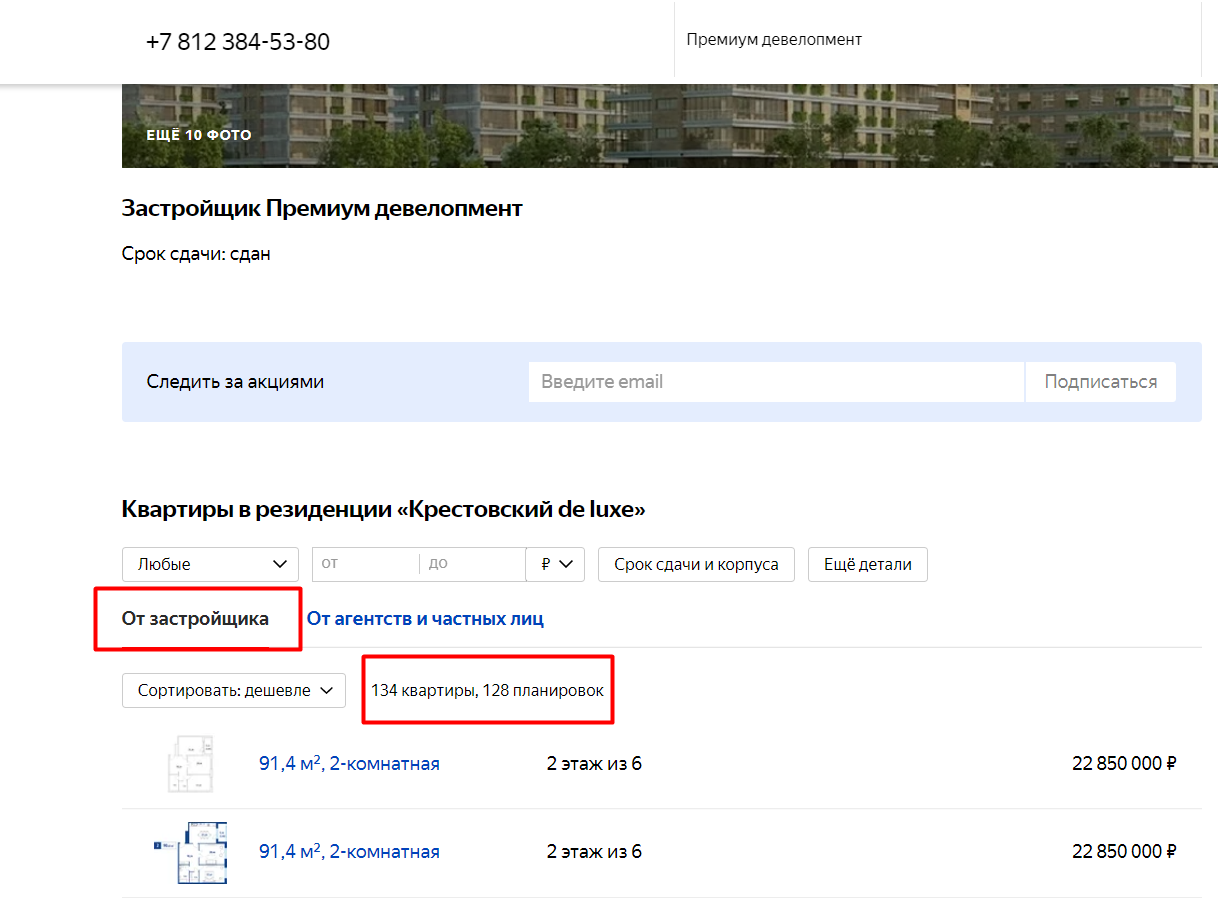 +7 812 384-53-80
Премиум девелопмент
ЕЩЁ 10 ФОТО
Застройщик Премиум девелопмент
Срок сдачи: сдан
Следить за акциями Введите email Подписаться
Квартиры в резиденции «Крестовский de luxe»
Любые от до ₽ Срок сдачи и корпуса Ещё детали
От застройщика От агентств и частных лиц
Сортировать: дешевле 134 квартиры, 128 планировок
91,4 м², 2-комнатная 2 этаж из 6 22 850 000 ₽
91,4 м², 2-комнатная 2 этаж из 6 22 850 000 ₽